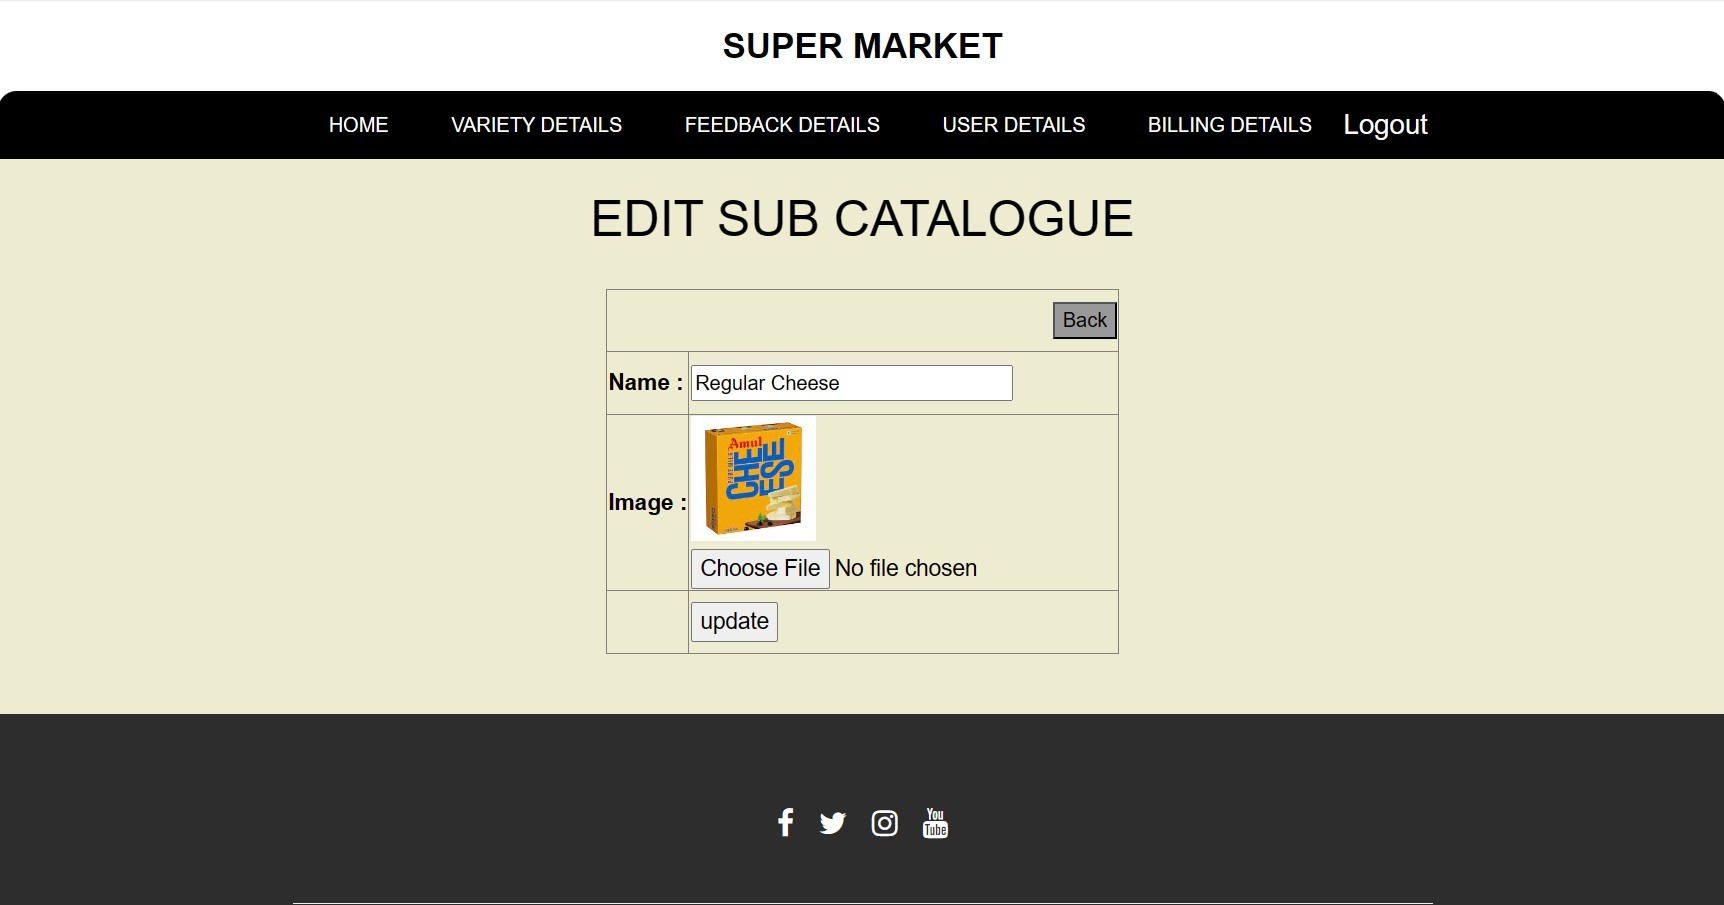 SUPER MARKET
HOME VARIETY DETAILS FEEDBACK DETAILS USER DETAILS BILLING DETAILS Logout
EDIT SUB CATALOGUE
Back
Name : Regular Cheese
Amul
CHEESE
Image :
Choose File No file chosen
update
You
Tube